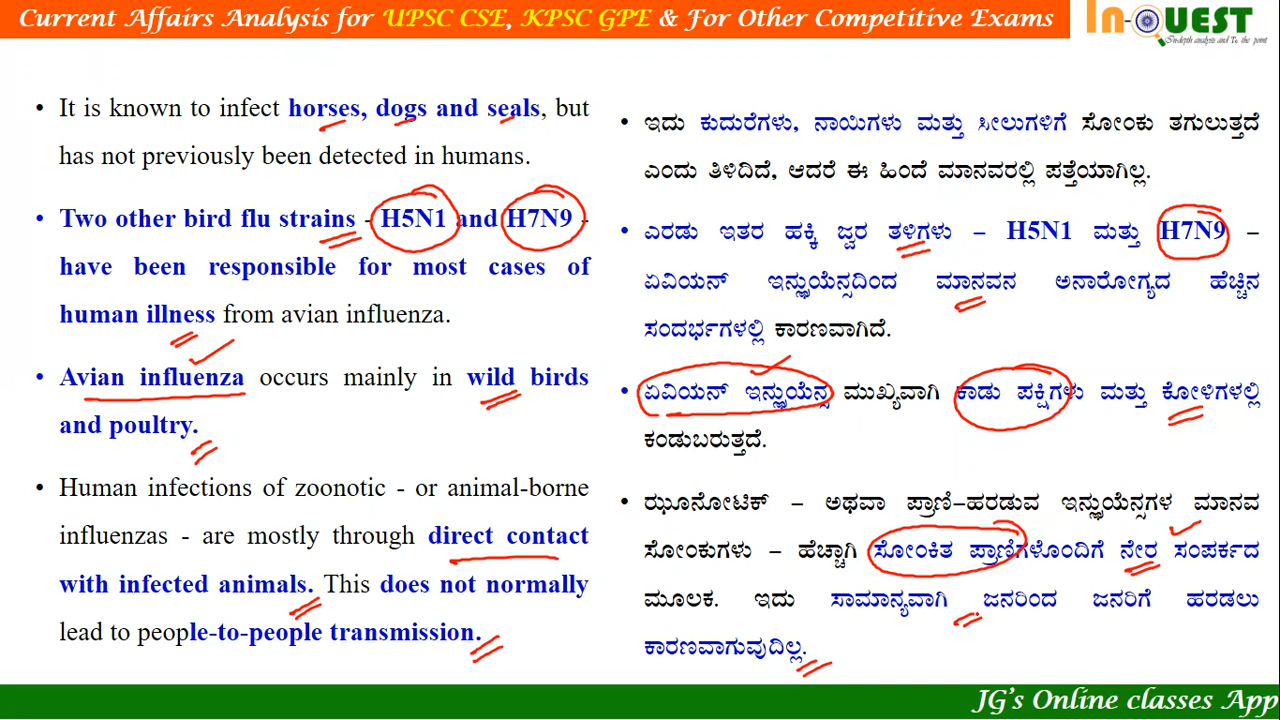 Current Affairs Analysis for UPSC CSE, KPSC GPE & For Other Competitive Exams
In-QUEST
In-depth analysis and To the point
• It is known to infect horses, dogs and seals, but
has not previously been detected in humans.
• Two other bird flu strains - H5N1 and H7N9 -
have been responsible for most cases of
human illness from avian influenza.
• Avian influenza occurs mainly in wild birds
and poultry.
• Human infections of zoonotic - or animal-borne
influenzas - are mostly through direct contact
with infected animals. This does not normally
lead to people-to-people transmission.
• ಇದು ಕುದುರೆಗಳು, ನಾಯಿಗಳು ಮತ್ತು ಸೀಲುಗಳಿಗೆ ಸೋಂಕು ತಗುಲುತ್ತದೆ
ಎಂದು ತಿಳಿದಿದೆ, ಆದರೆ ಈ ಹಿಂದೆ ಮಾನವರಲ್ಲಿ ಪತ್ತೆಯಾಗಿಲ್ಲ.
• ಎರಡು ಇತರ ಹಕ್ಕಿ ಜ್ವರ ತಳಿಗಳು – H5N1 ಮತ್ತು H7N9 –
ಏವಿಯನ್ ಇನ್ಫ್ಲುಯೆನ್ಸದಿಂದ ಮಾನವನ ಅನಾರೋಗ್ಯದ ಹೆಚ್ಚಿನ
ಸಂದರ್ಭಗಳಲ್ಲಿ ಕಾರಣವಾಗಿದೆ.
• ಏವಿಯನ್ ಇನ್ಫ್ಲುಯೆನ್ಸ ಮುಖ್ಯವಾಗಿ ಕಾಡು ಪಕ್ಷಿಗಳು ಮತ್ತು ಕೋಳಿಗಳಲ್ಲಿ
ಕಂಡುಬರುತ್ತದೆ.
• ಝೂನೋಟಿಕ್ – ಅಥವಾ ಪ್ರಾಣಿ–ಹರಡುವ ಇನ್ಫ್ಲುಯೆನ್ಸಗಳ ಮಾನವ
ಸೋಂಕುಗಳು – ಹೆಚ್ಚಾಗಿ ಸೋಂಕಿತ ಪ್ರಾಣಿಗಳೊಂದಿಗೆ ನೇರ ಸಂಪರ್ಕದ
ಮೂಲಕ. ಇದು ಸಾಮಾನ್ಯವಾಗಿ ಜನರಿಂದ ಜನರಿಗೆ ಹರಡಲು
ಕಾರಣವಾಗುವುದಿಲ್ಲ.
JG's Online classes App